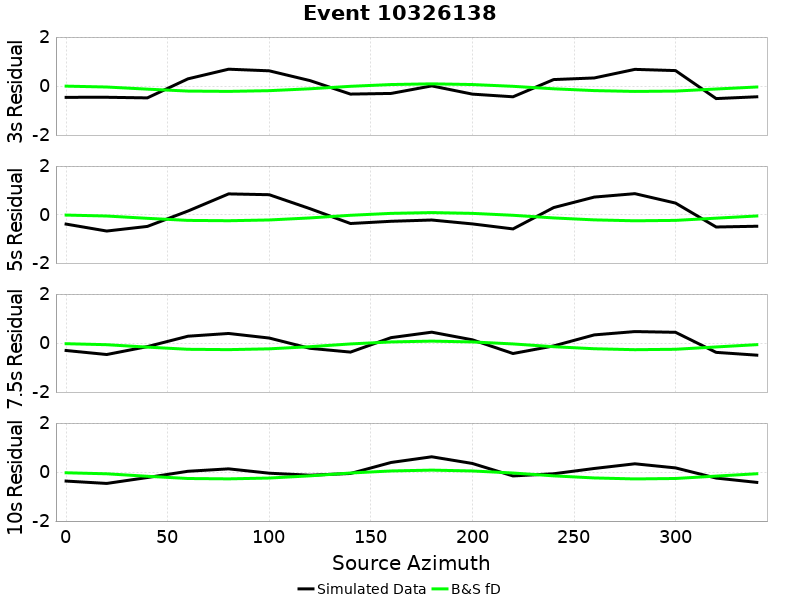 Event 10326138
3s Residual
2
0
-2
5s Residual
2
0
-2
7.5s Residual
2
0
-2
10s Residual
2
0
-2
0 50 100 150 200 250 300
Source Azimuth
Simulated Data B&S fD